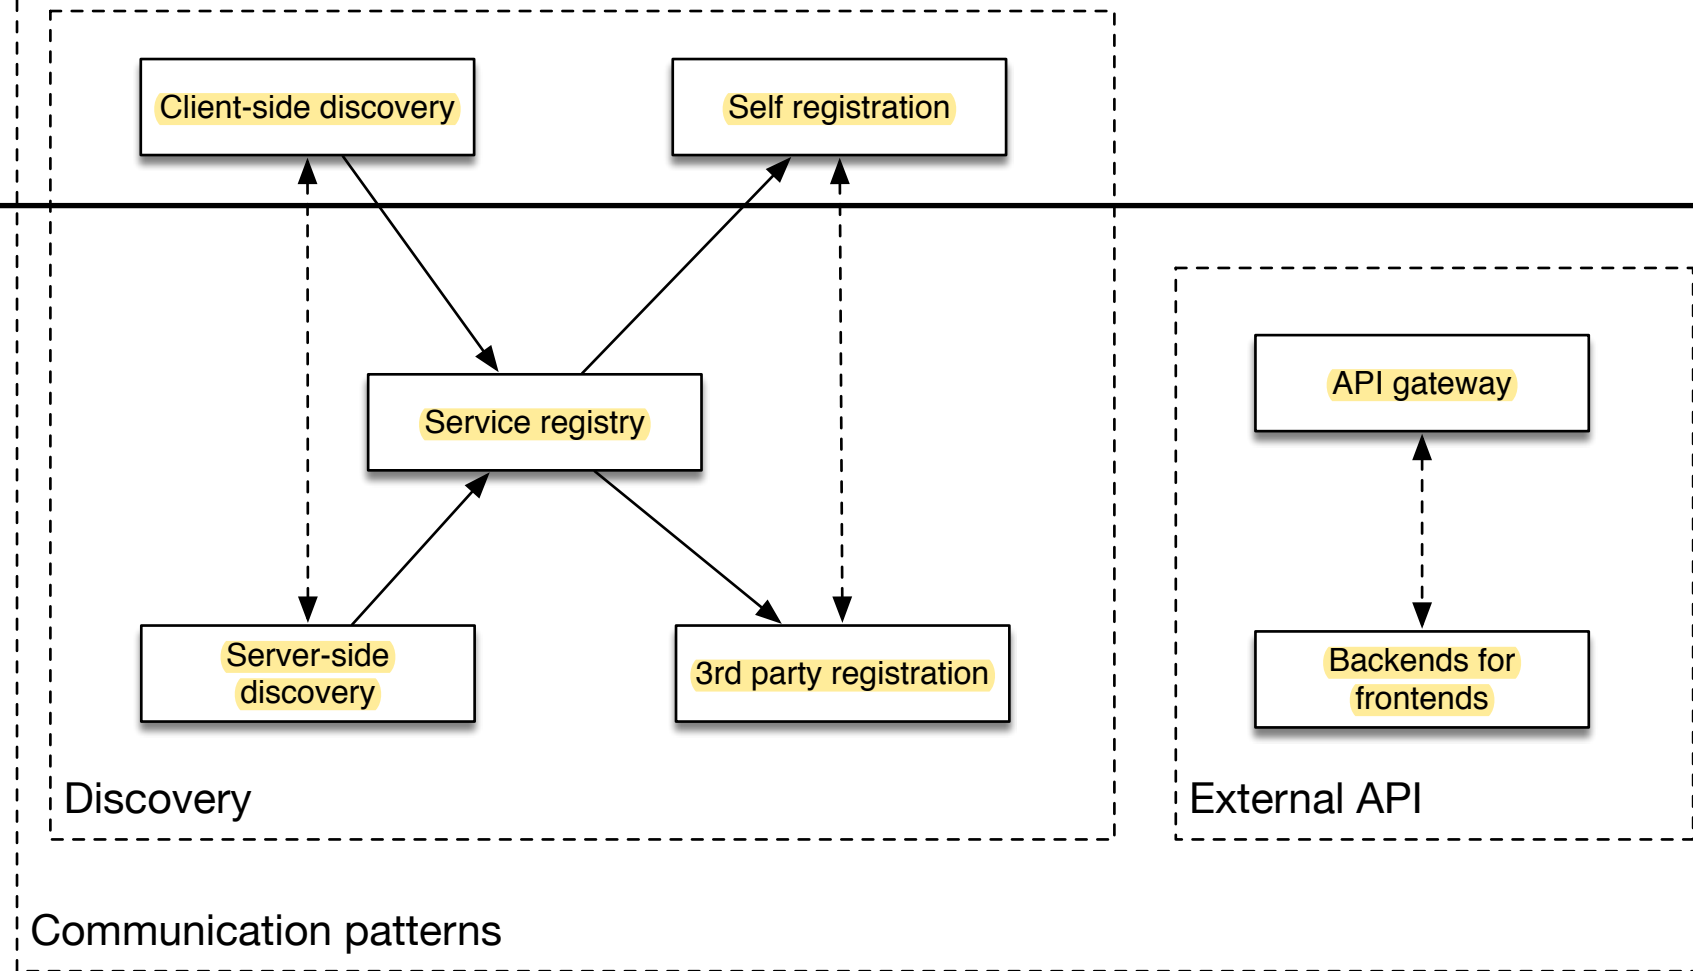 Client-side discovery
Self registration
Service registry
API gateway
Server-side
discovery
3rd party registration
Backends for
frontends
Discovery
External API
Communication patterns